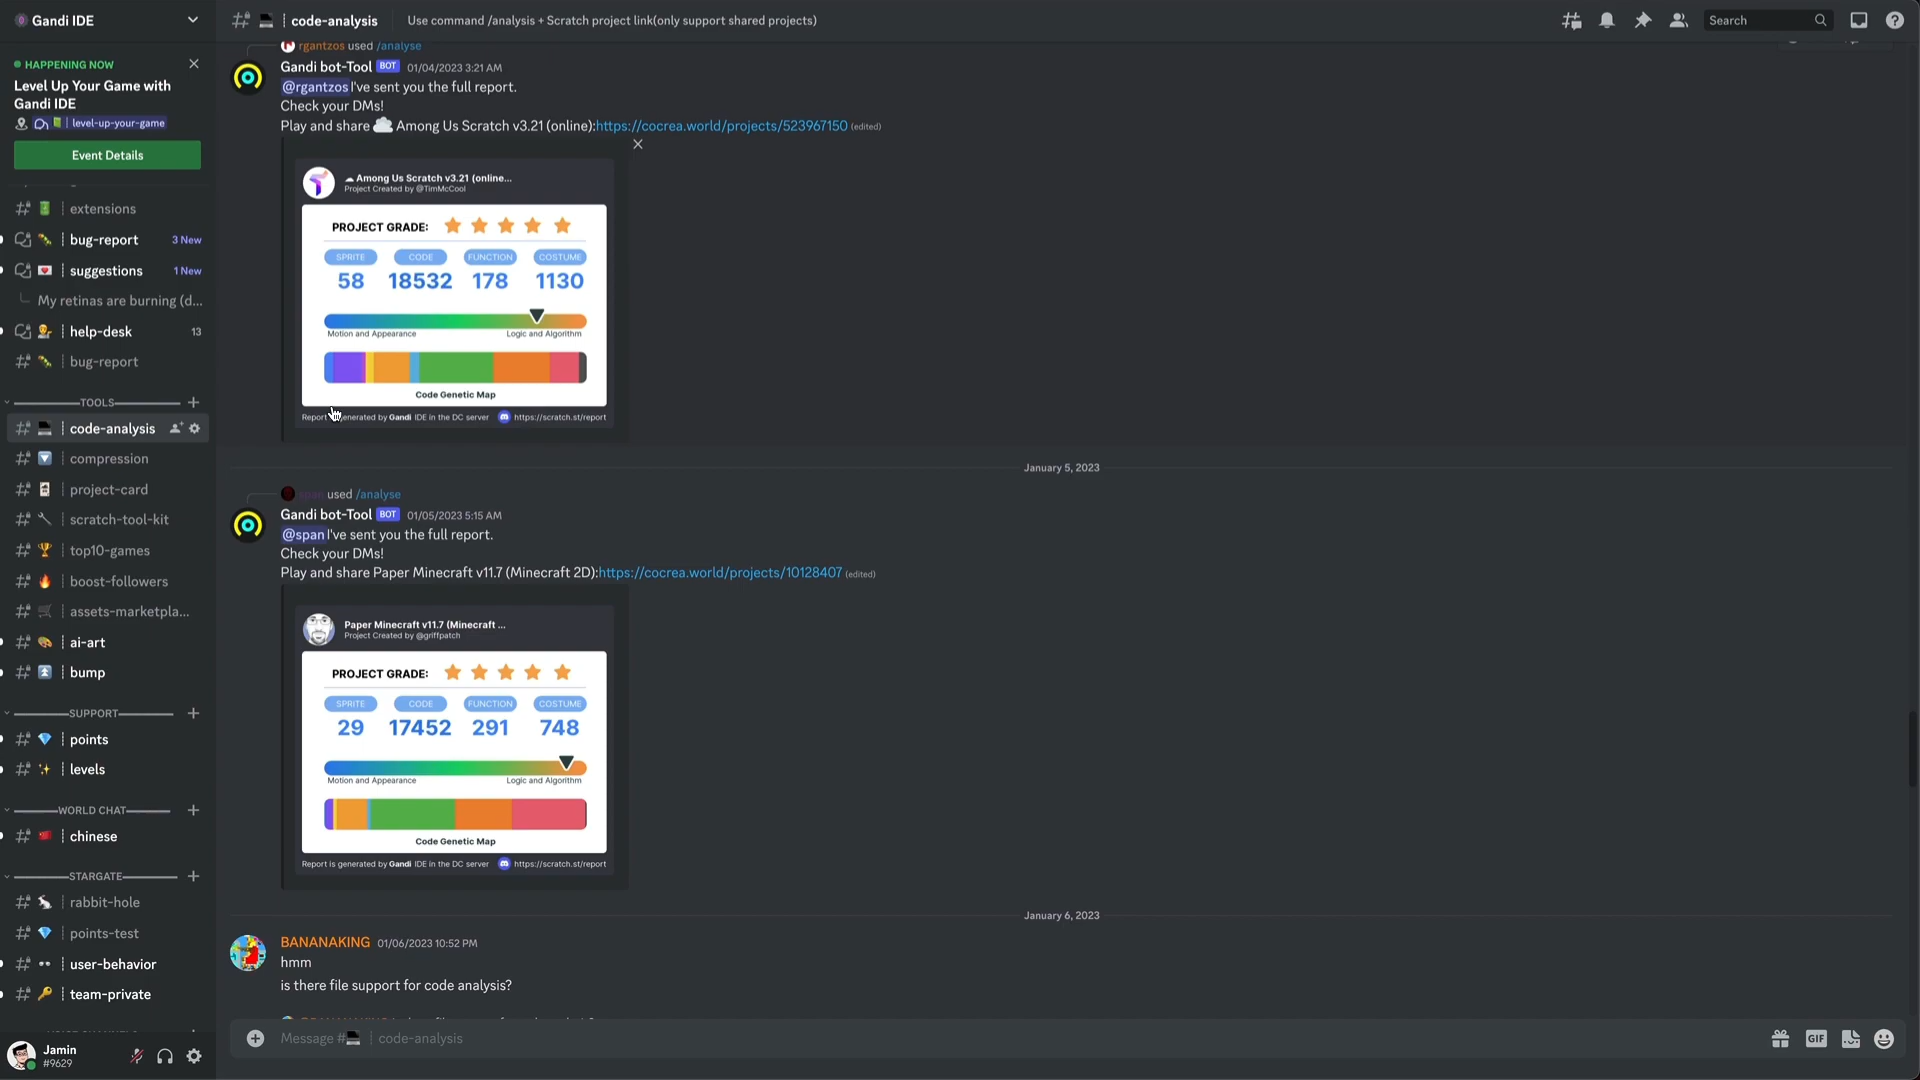 Gandi IDE
HAPPENING NOW
Level Up Your Game with
Gandi IDE
level-up-your-game
Event Details
extensions
bug-report 3 New
suggestions 1 New
My retinas are burning (d...
help-desk 13
bug-report
TOOLS
code-analysis
compression
project-card
scratch-tool-kit
top10-games
boost-followers
assets-marketpla...
ai-art
bump
SUPPORT
points
levels
WORLD CHAT
chinese
STARGATE
rabbit-hole
points-test
user-behavior
team-private
Jamin
#9629
code-analysis
Use command /analysis + Scratch project link(only support shared projects)
Search
rgantzos used /analyse
Gandi bot-Tool BOT 01/04/2023 3:21 AM
@rgantzos I've sent you the full report.
Check your DMs!
Play and share ☁ Among Us Scratch v3.21 (online):https://cocrea.world/projects/523967150 (edited)
☁ Among Us Scratch v3.21 (online...
Project Created by @TimMcCool
PROJECT GRADE:
SPRITE CODE FUNCTION COSTUME
58 18532 178 1130
Motion and Appearance Logic and Algorithm
Code Genetic Map
Report generated by Gandi IDE in the DC server https://scratch.st/report
January 5, 2023
used /analyse
Gandi bot-Tool BOT 01/05/2023 5:15 AM
@span I've sent you the full report.
Check your DMs!
Play and share Paper Minecraft v11.7 (Minecraft 2D):https://cocrea.world/projects/10128407 (edited)
Paper Minecraft v11.7 (Minecraft ...
Project Created by @griffpatch
PROJECT GRADE:
SPRITE CODE FUNCTION COSTUME
29 17452 291 748
Motion and Appearance Logic and Algorithm
Code Genetic Map
Report is generated by Gandi IDE in the DC server https://scratch.st/report
January 6, 2023
BANANAKING 01/06/2023 10:52 PM
hmm
is there file support for code analysis?
Message # code-analysis
GIF